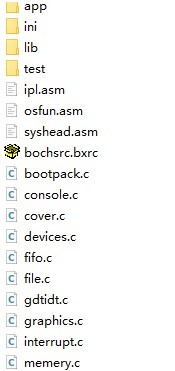 app
ini
lib
test
ipl.asm
osfun.asm
syshead.asm
bochsrc.bxrc
bootpack.c
console.c
cover.c
devices.c
fifo.c
file.c
gdtidt.c
graphics.c
interrupt.c
memery.c